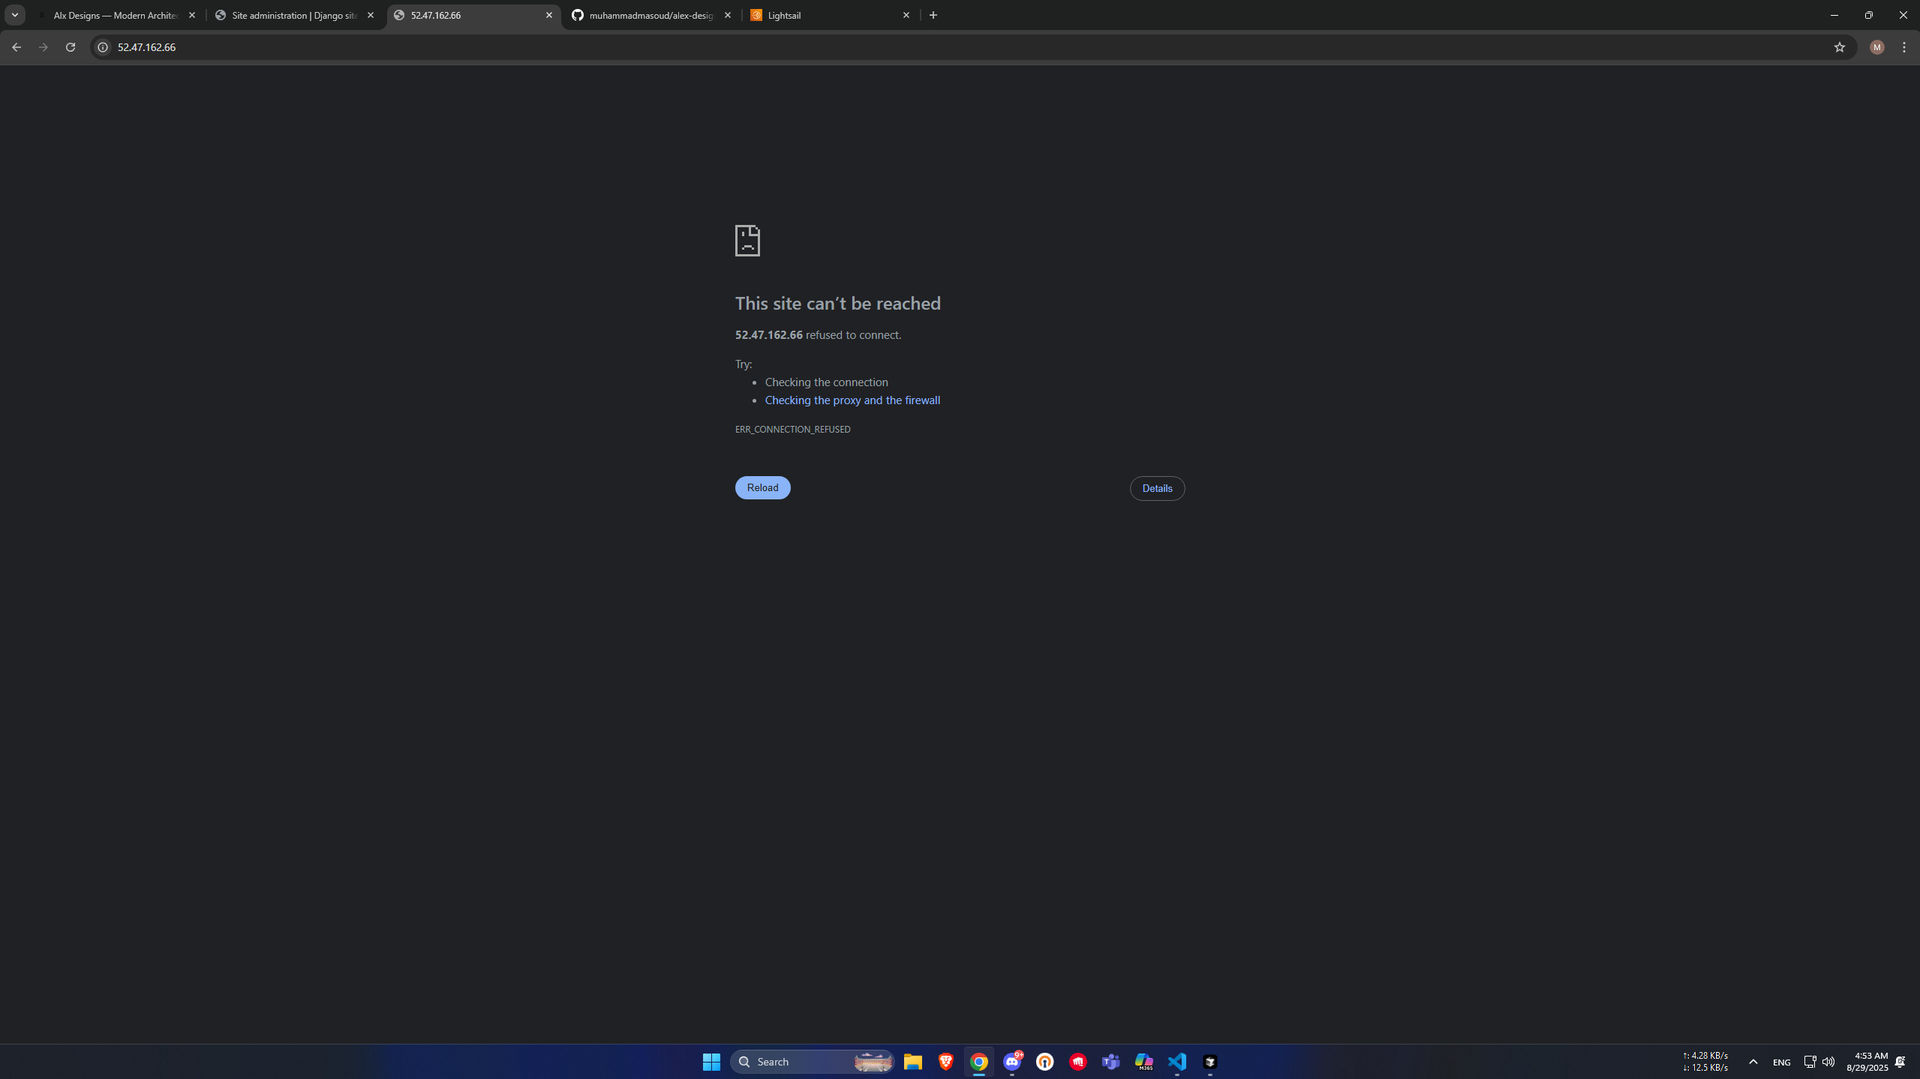 Alx Designs — Modern Architec
Site administration | Django site
52.47.162.66
muhammadmasoud/alex-desig
Lightsail
52.47.162.66
M
This site can't be reached
52.47.162.66 refused to connect.
Try:
• Checking the connection
• Checking the proxy and the firewall
ERR_CONNECTION_REFUSED
Reload
Details
Search
9+
M365
↑: 4.28 KB/s
↓: 12.5 KB/s
ENG
4:53 AM
8/29/2025